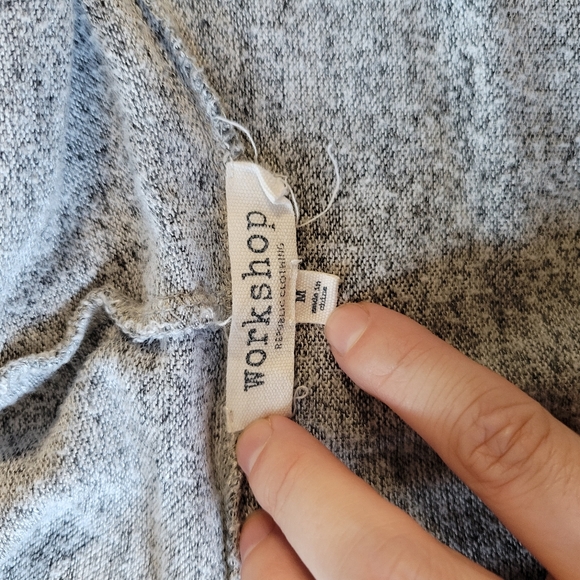 workshop
REPUBLIC CLOTHING
M
made in
china